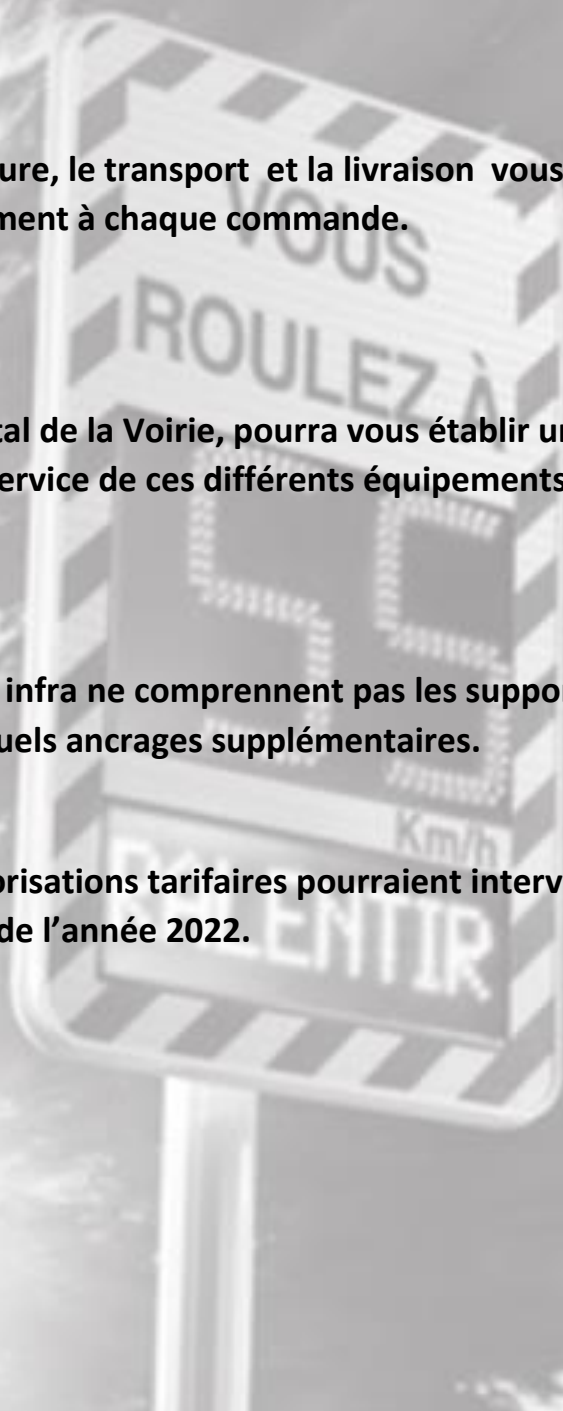 ure, le transport et la livraison vous
ment à chaque commande.
VOUS
ROULEZ À
tal de la Voirie, pourra vous établir un
ervice de ces différents équipements
55
infra ne comprennent pas les suppor
uels ancrages supplémentaires.
Km/h
orisations tarifaires pourraient interv
de l’année 2022.
RALENTIR